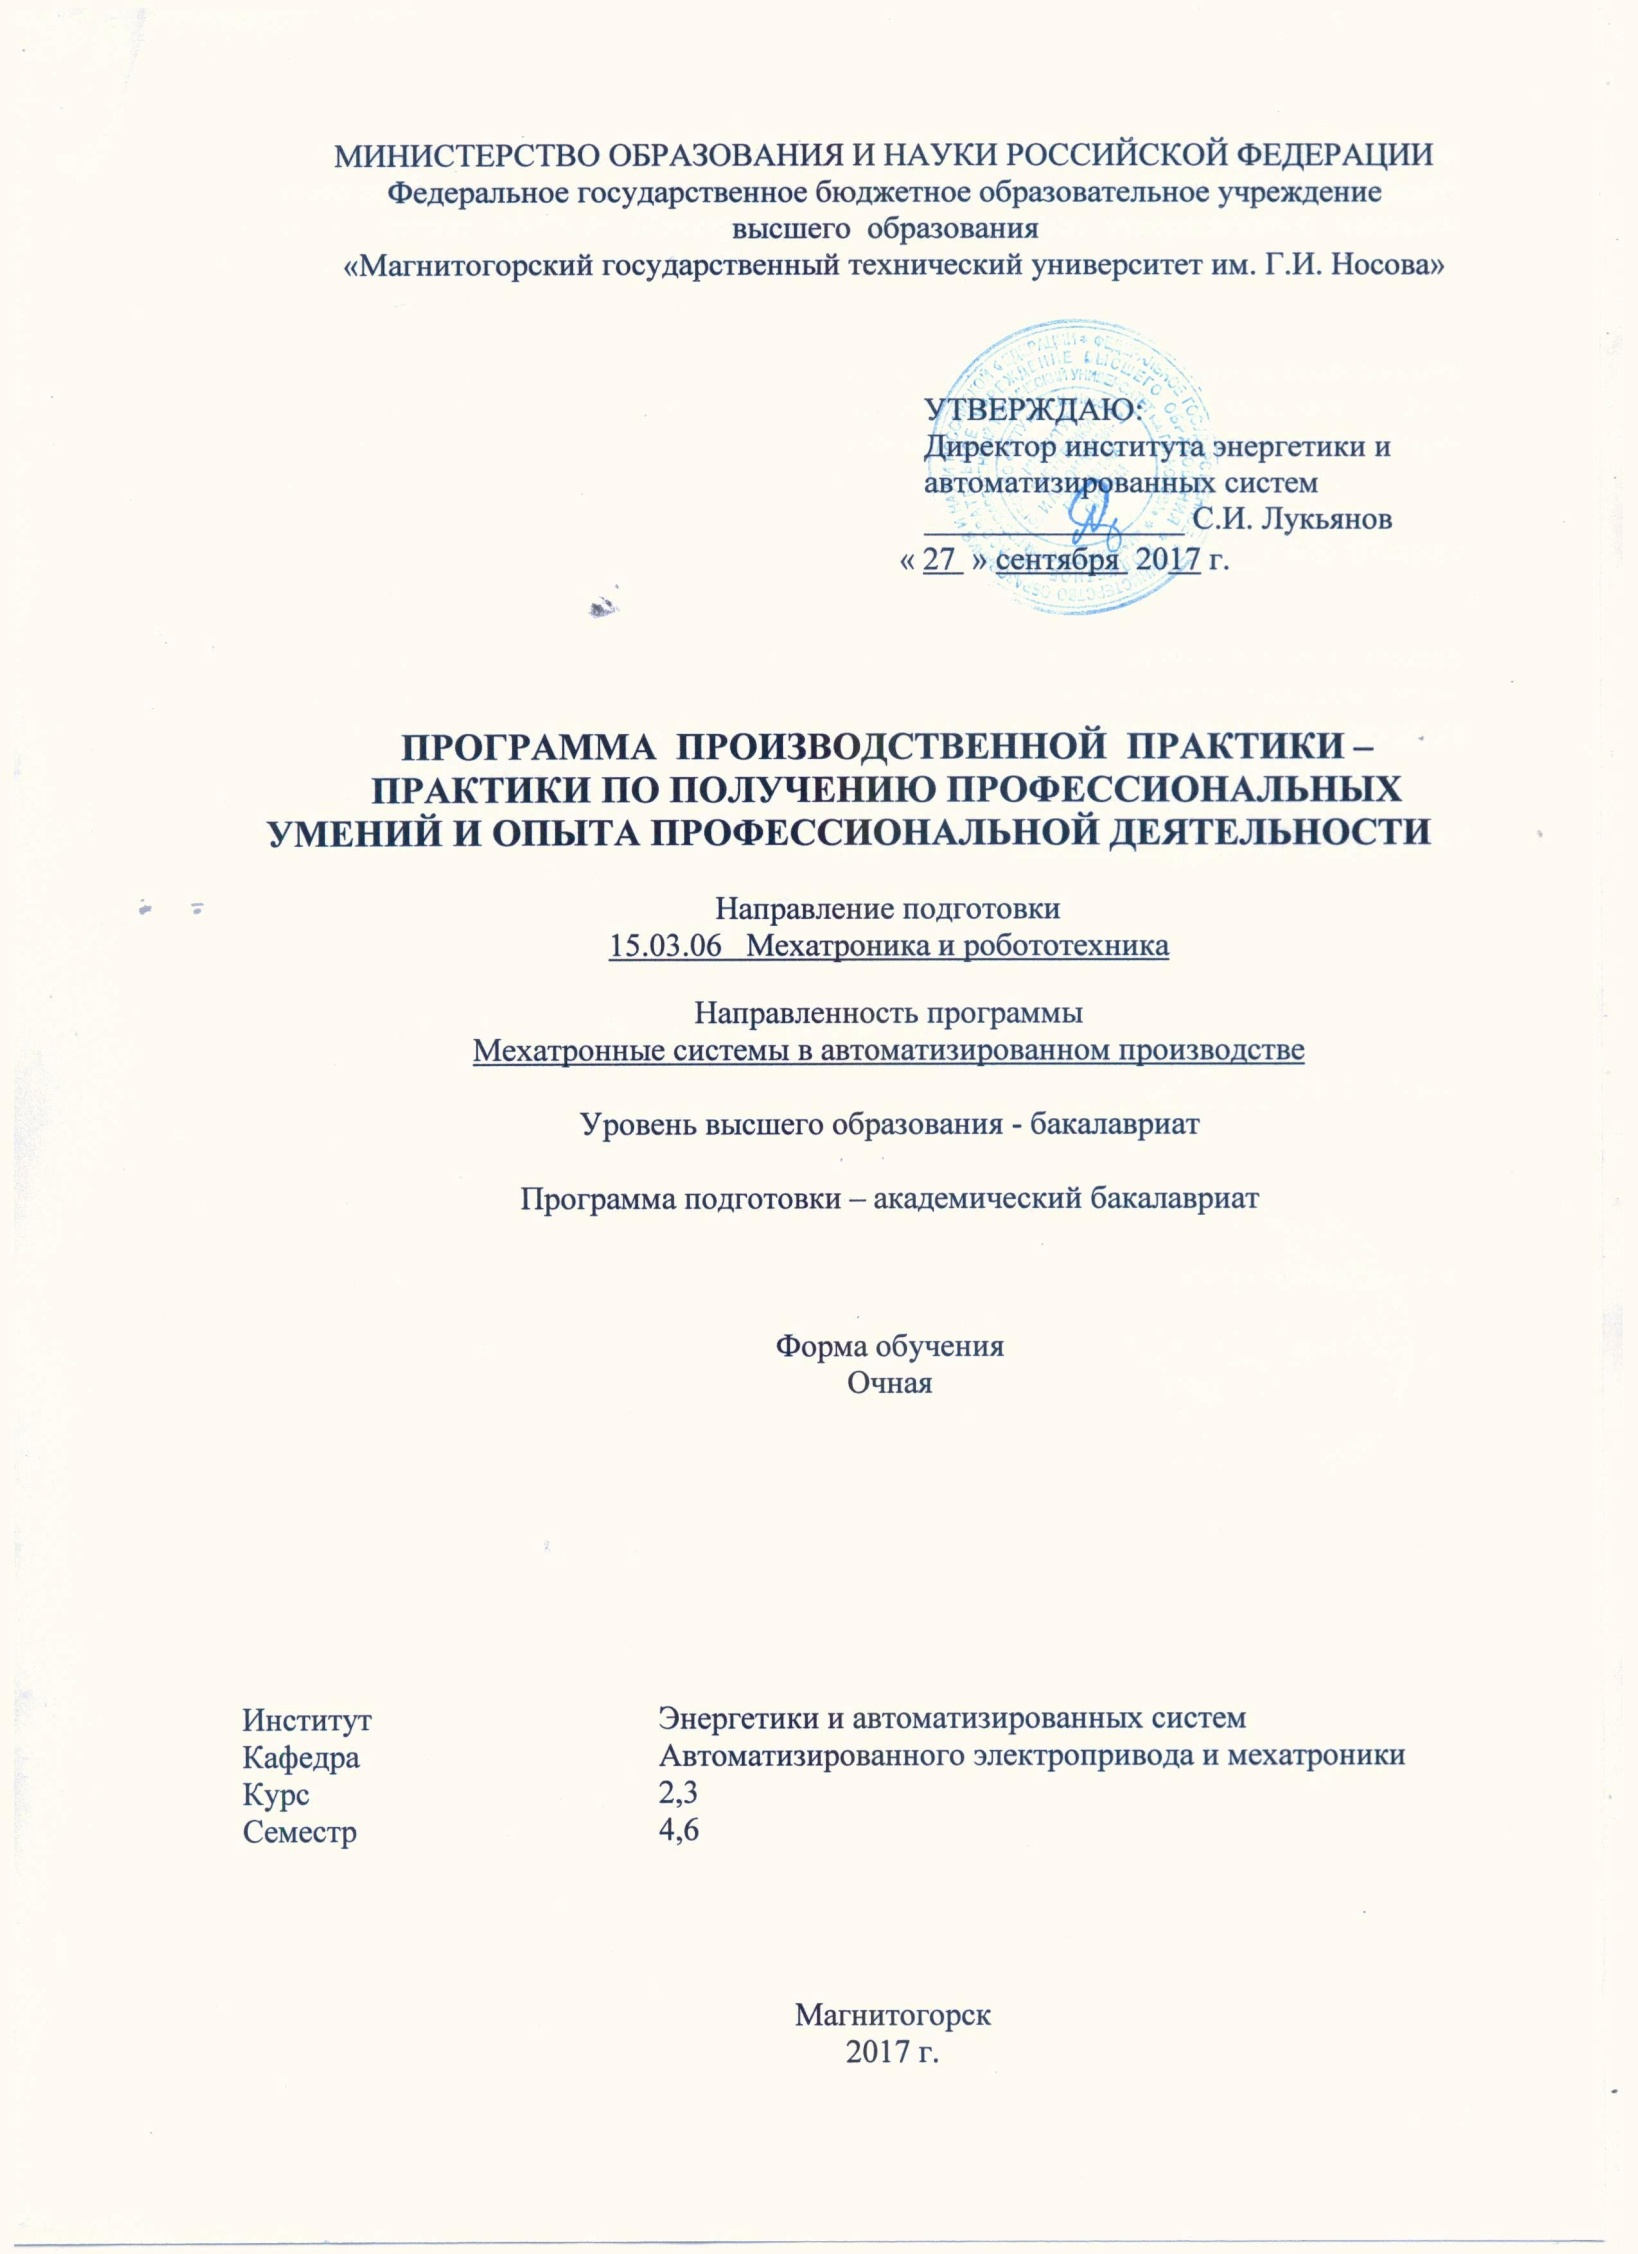 МИНИСТЕРСТВО ОБРАЗОВАНИЯ И НАУКИ РОССИЙСКОЙ ФЕДЕРАЦИИ
Федеральное государственное бюджетное образовательное учреждение
высшего образования
«Магнитогорский государственный технический университет им. Г.И. Носова»
УТВЕРЖДАЮ:
Директор института энергетики и
автоматизированных систем
С.И. Лукьянов
« 27 » сентября 2017 г.
ПРОГРАММА ПРОИЗВОДСТВЕННОЙ ПРАКТИКИ –
ПРАКТИКИ ПО ПОЛУЧЕНИЮ ПРОФЕССИОНАЛЬНЫХ
УМЕНИЙ И ОПЫТА ПРОФЕССИОНАЛЬНОЙ ДЕЯТЕЛЬНОСТИ
Направление подготовки
15.03.06 Мехатроника и робототехника
Направленность программы
Мехатронные системы в автоматизированном производстве
Уровень высшего образования - бакалавриат
Программа подготовки – академический бакалавриат
Форма обучения
Очная
Институт Энергетики и автоматизированных систем
Кафедра Автоматизированного электропривода и мехатроники
Курс 2,3
Семестр 4,6
Магнитогорск
2017 г.